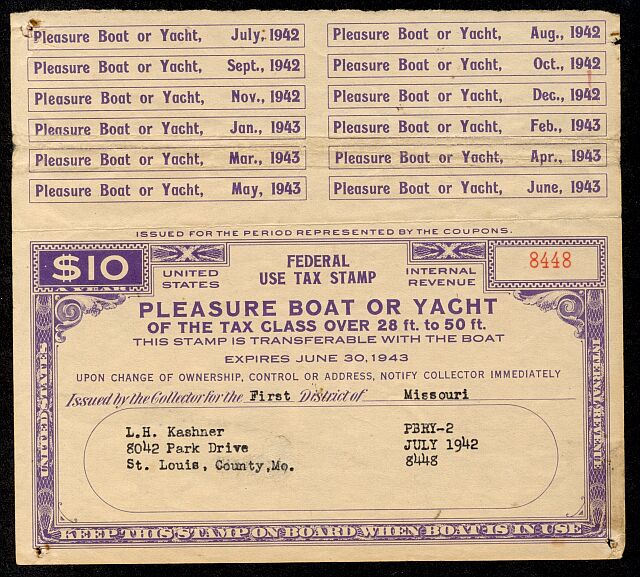 Pleasure Boat or Yacht, July, 1942
Pleasure Boat or Yacht, Aug., 1942
Pleasure Boat or Yacht, Sept., 1942
Pleasure Boat or Yacht, Oct., 1942
Pleasure Boat or Yacht, Nov., 1942
Pleasure Boat or Yacht, Dec., 1942
Pleasure Boat or Yacht, Jan., 1943
Pleasure Boat or Yacht, Feb., 1943
Pleasure Boat or Yacht, Mar., 1943
Pleasure Boat or Yacht, Apr., 1943
Pleasure Boat or Yacht, May, 1943
Pleasure Boat or Yacht, June, 1943
ISSUED FOR THE PERIOD REPRESENTED BY THE COUPONS.
$10
A YEAR
UNITED STATES
FEDERAL
USE TAX STAMP
INTERNAL REVENUE
8448
PLEASURE BOAT OR YACHT
OF THE TAX CLASS OVER 28 ft. to 50 ft.
THIS STAMP IS TRANSFERABLE WITH THE BOAT
EXPIRES JUNE 30, 1943
UPON CHANGE OF OWNERSHIP, CONTROL OR ADDRESS, NOTIFY COLLECTOR IMMEDIATELY
Issued by the Collector for the First District of Missouri
L.H. Kashner
8042 Park Drive
St. Louis, County,Mo.
PBHY-2
JULY 1942
8448
UNITED STATES
INTERNAL REVENUE
KEEP THIS STAMP ON BOARD WHEN BOAT IS IN USE